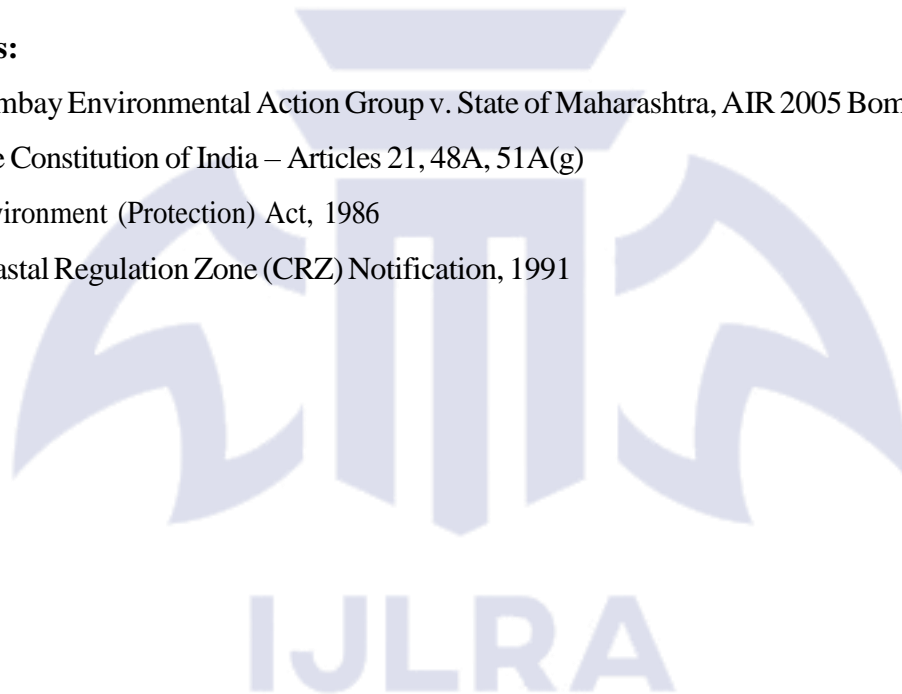 s:
mbay Environmental Action Group v. State of Maharashtra, AIR 2005 Bom
e Constitution of India – Articles 21, 48A, 51A(g)
vironment (Protection) Act, 1986
astal Regulation Zone (CRZ) Notification, 1991
IJLRA